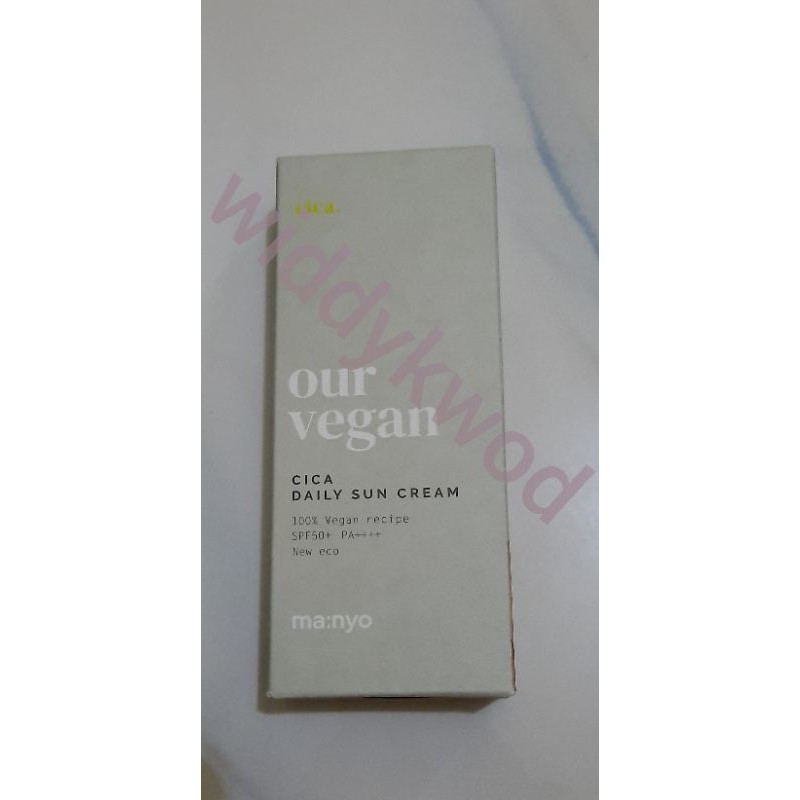 cica.
our
vegan
CICA
DAILY SUN CREAM
100% Vegan recipe
SPF50+ PA++++
New eco
ma:nyo
widdykwod